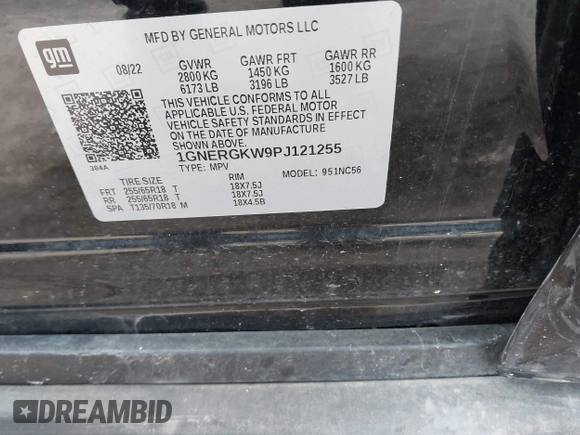 gm
MFD BY GENERAL MOTORS LLC
08/22 GVWR GAWR FRT GAWR RR
2800 KG 1450 KG 1600 KG
6173 LB 3196 LB 3527 LB
THIS VEHICLE CONFORMS TO ALL
APPLICABLE U.S. FEDERAL MOTOR
VEHICLE SAFETY STANDARDS IN EFFECT
ON THE DATE OF MANUFACTURE SHOWN ABOVE.
1GNERGKW9PJ121255
384A TYPE: MPV MODEL: 951NC56
TIRE SIZE RIM
FRT 255/65R18 T 18X7.5J
RR 255/65R18 T 18X7.5J
SPA T135/70R18 M 18X4.5B
DREAMBID